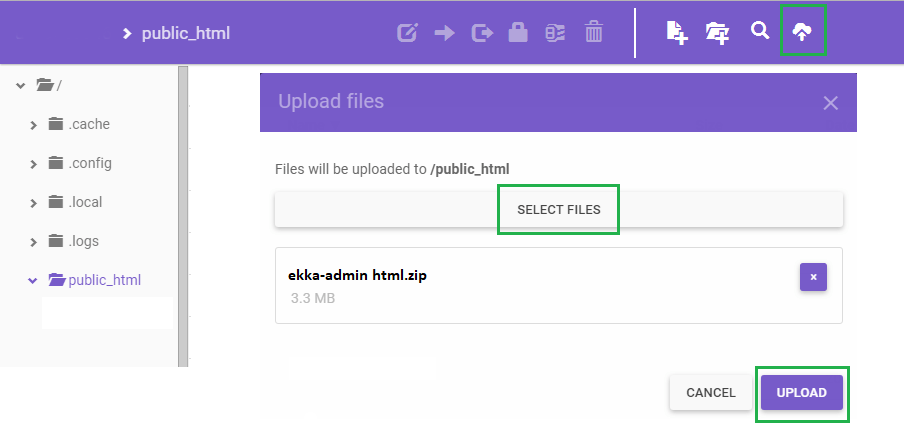 public_html
/
.cache
.config
.local
.logs
public_html
Upload files
Files will be uploaded to /public_html
SELECT FILES
ekka-admin html.zip
3.3 MB
CANCEL
UPLOAD